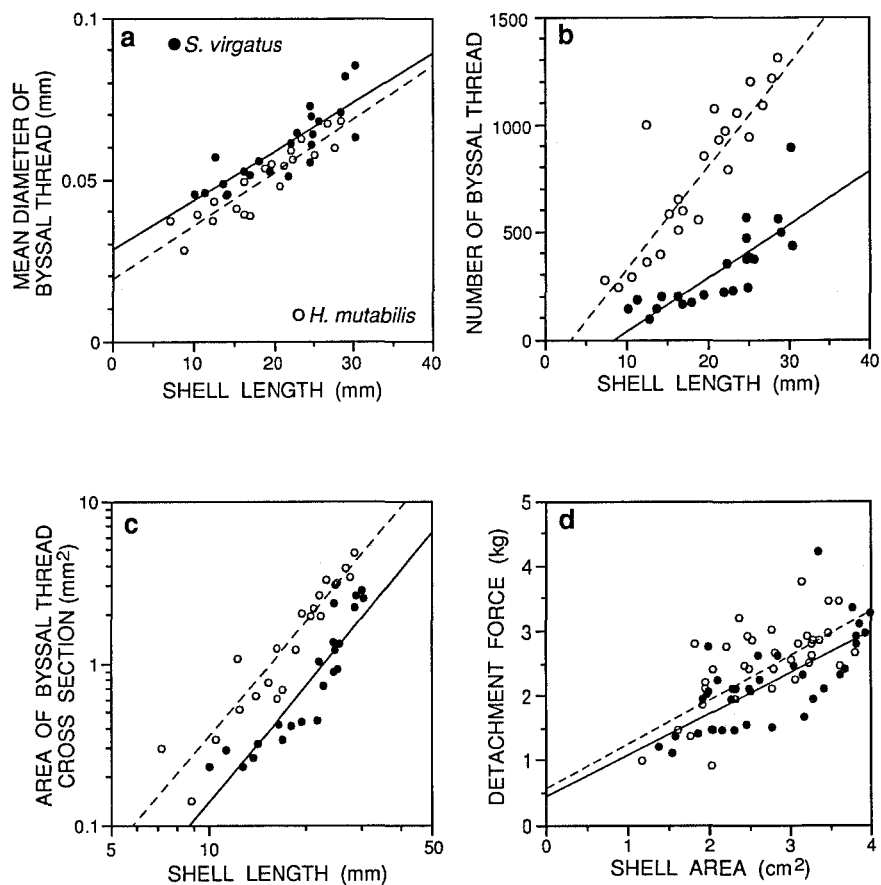 a
S. virgatus
H. mutabilis
MEAN DIAMETER OF
BYSSAL THREAD (mm)
0.1
0.05
0
0
10
20
30
40
SHELL LENGTH (mm)
b
NUMBER OF BYSSAL THREAD
1500
1000
500
0
0
10
20
30
40
SHELL LENGTH (mm)
c
AREA OF BYSSAL THREAD
CROSS SECTION (mm2)
10
1
0.1
5
10
50
SHELL LENGTH (mm)
d
DETACHMENT FORCE (kg)
5
4
3
2
1
0
0
1
2
3
4
SHELL AREA (cm2)